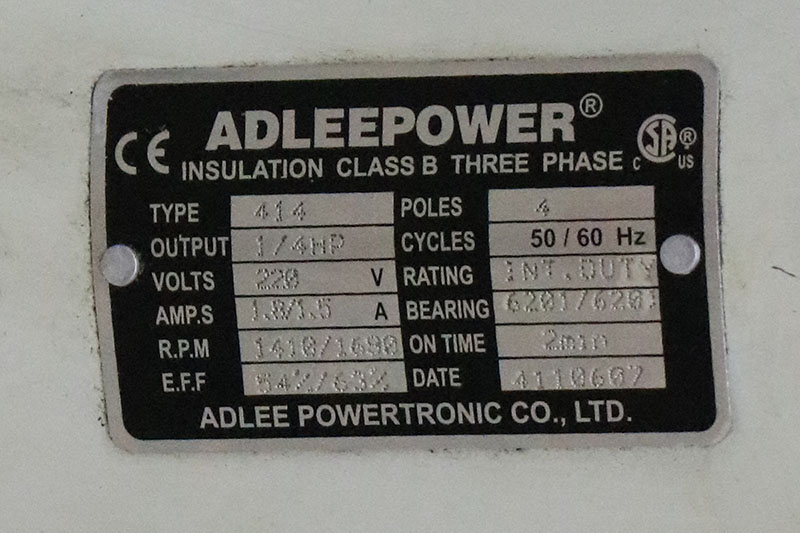 CE ADLEEPOWER® C SA® US
INSULATION CLASS B THREE PHASE
TYPE 414 POLES 4
OUTPUT 1/4HP CYCLES 50 / 60 Hz
VOLTS 220 V RATING INT.DUTY
AMP.S 1.8/1.5 A BEARING 6201/6201
R.P.M 1410/1690 ON TIME 2min
E.F.F 54%/63% DATE 4110607
ADLEE POWERTRONIC CO., LTD.